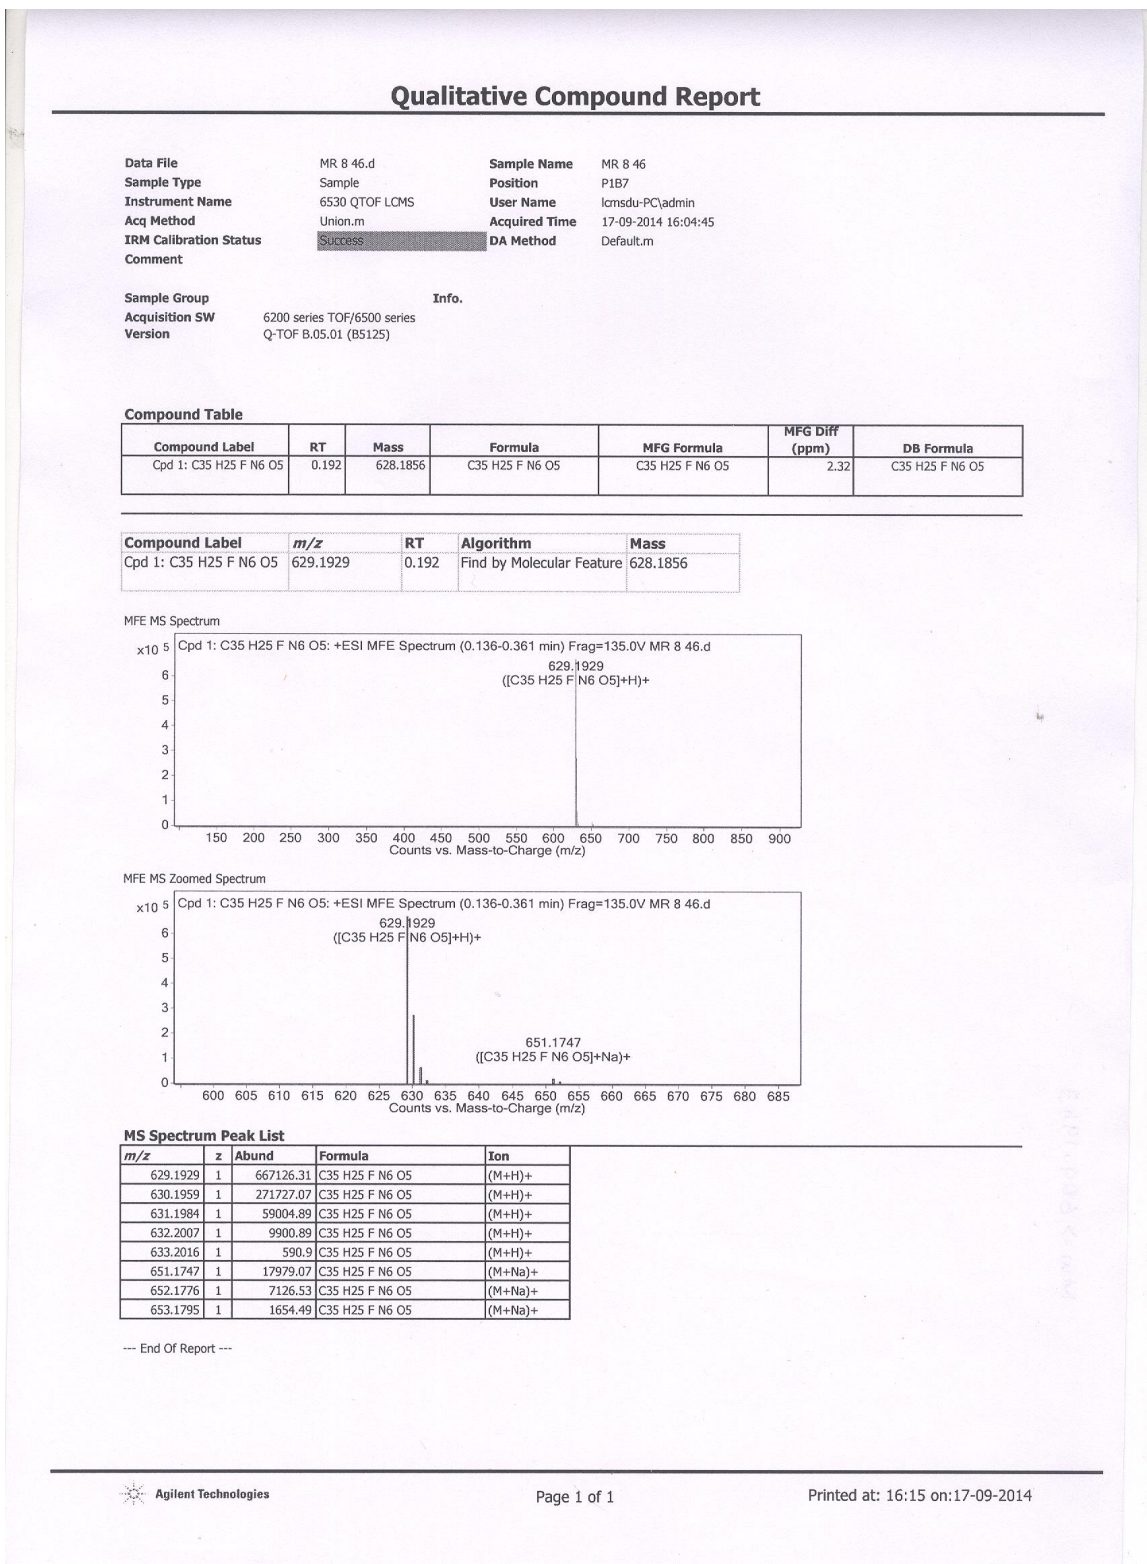 Qualitative Compound Report
Data File MR 8 46.d Sample Name MR 8 46
Sample Type Sample Position P1B7
Instrument Name 6530 QTOF LCMS User Name lcmsdu-PC\admin
Acq Method Union.m Acquired Time 17-09-2014 16:04:45
IRM Calibration Status Success DA Method Default.m
Comment
Sample Group Info.
Acquisition SW 6200 series TOF/6500 series
Version Q-TOF B.05.01 (B5125)
Compound Table
Compound Label RT Mass Formula MFG Formula MFG Diff (ppm) DB Formula
Cpd 1: C35 H25 F N6 O5 0.192 628.1856 C35 H25 F N6 O5 C35 H25 F N6 O5 2.32 C35 H25 F N6 O5
Compound Label m/z RT Algorithm Mass
Cpd 1: C35 H25 F N6 O5 629.1929 0.192 Find by Molecular Feature 628.1856
MFE MS Spectrum
x10 5 Cpd 1: C35 H25 F N6 O5: +ESI MFE Spectrum (0.136-0.361 min) Frag=135.0V MR 8 46.d
629.1929
([C35 H25 F N6 O5]+H)+
6
5
4
3
2
1
0
150 200 250 300 350 400 450 500 550 600 650 700 750 800 850 900
Counts vs. Mass-to-Charge (m/z)
MFE MS Zoomed Spectrum
x10 5 Cpd 1: C35 H25 F N6 O5: +ESI MFE Spectrum (0.136-0.361 min) Frag=135.0V MR 8 46.d
629.1929
([C35 H25 F N6 O5]+H)+
6
5
4
3
2
651.1747
([C35 H25 F N6 O5]+Na)+
1
0
600 605 610 615 620 625 630 635 640 645 650 655 660 665 670 675 680 685
Counts vs. Mass-to-Charge (m/z)
MS Spectrum Peak List
m/z z Abund Formula Ion
629.1929 1 667126.31 C35 H25 F N6 O5 (M+H)+
630.1959 1 271727.07 C35 H25 F N6 O5 (M+H)+
631.1984 1 59004.89 C35 H25 F N6 O5 (M+H)+
632.2007 1 9900.89 C35 H25 F N6 O5 (M+H)+
633.2016 1 590.9 C35 H25 F N6 O5 (M+H)+
651.1747 1 17979.07 C35 H25 F N6 O5 (M+Na)+
652.1776 1 7126.53 C35 H25 F N6 O5 (M+Na)+
653.1795 1 1654.49 C35 H25 F N6 O5 (M+Na)+
--- End Of Report ---
Agilent Technologies Page 1 of 1 Printed at: 16:15 on:17-09-2014